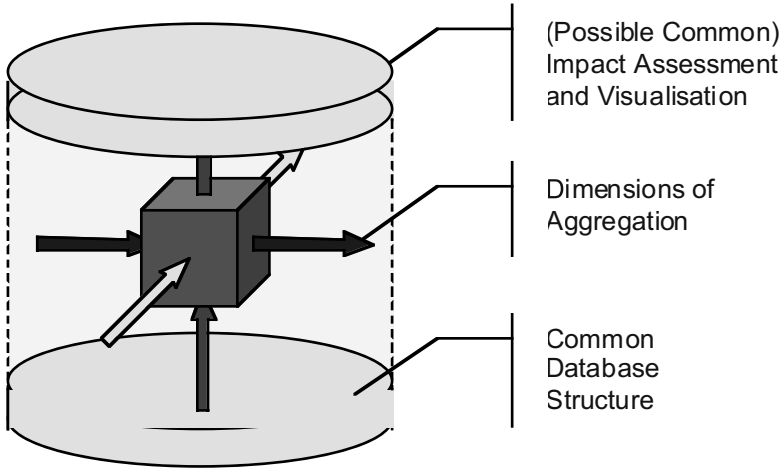 (Possible Common)
Impact Assessment
and Visualisation
Dimensions of
Aggregation
Common
Database
Structure